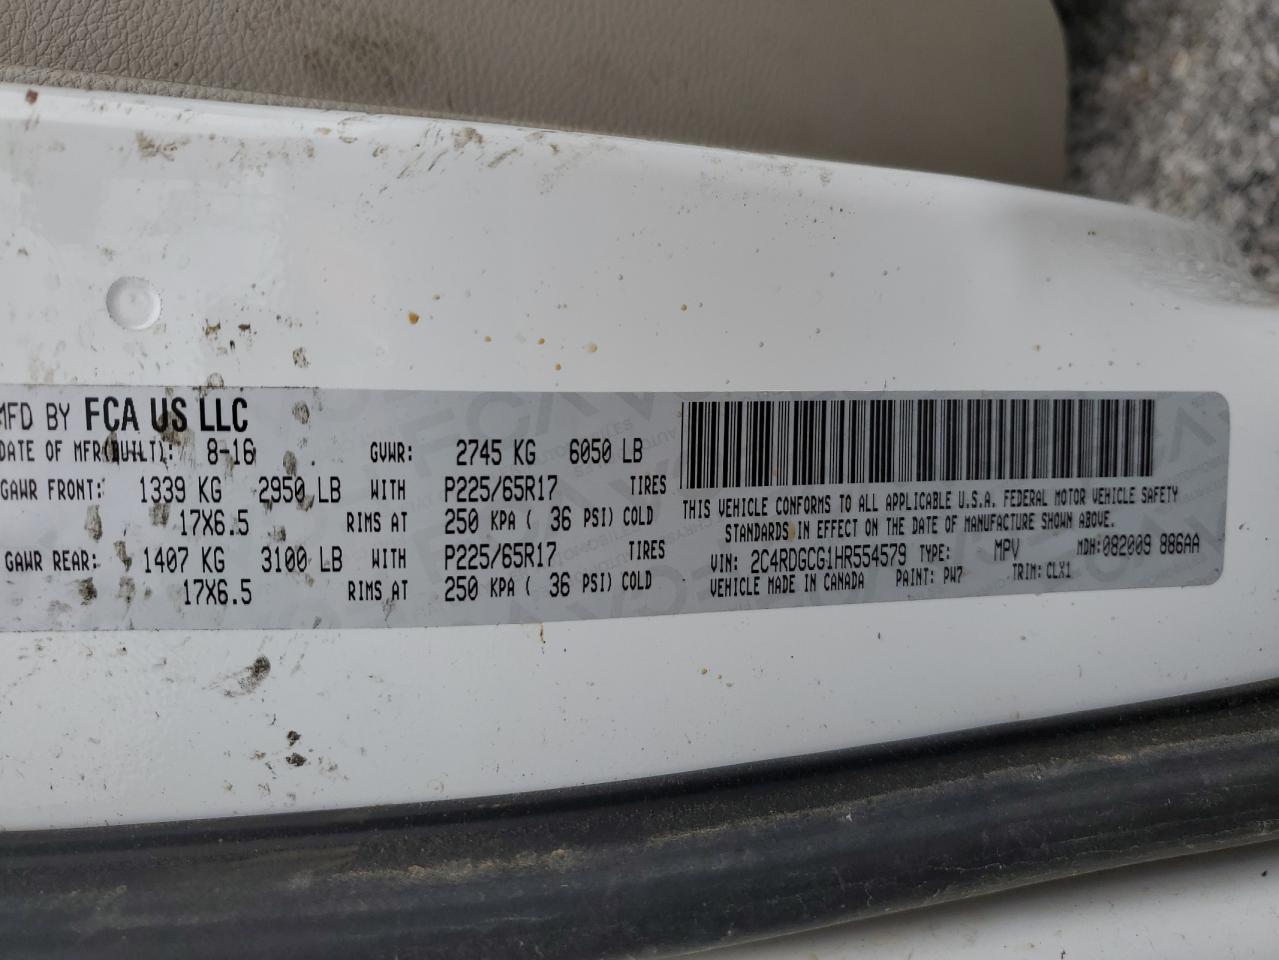 MFD BY FCA US LLC
DATE OF MFR(BUILT): 8-16 GVWR: 2745 KG 6050 LB
GAWR FRONT: 1339 KG 2950 LB WITH P225/65R17 TIRES
17X6.5 RIMS AT 250 KPA ( 36 PSI) COLD
GAWR REAR: 1407 KG 3100 LB WITH P225/65R17 TIRES
17X6.5 RIMS AT 250 KPA ( 36 PSI) COLD
THIS VEHICLE CONFORMS TO ALL APPLICABLE U.S.A. FEDERAL MOTOR VEHICLE SAFETY
STANDARDS IN EFFECT ON THE DATE OF MANUFACTURE SHOWN ABOVE.
VIN: 2C4RDGCG1HR554579 TYPE: MPV MDH:082009 886AA
VEHICLE MADE IN CANADA PAINT: PW7 TRIM:CLX1